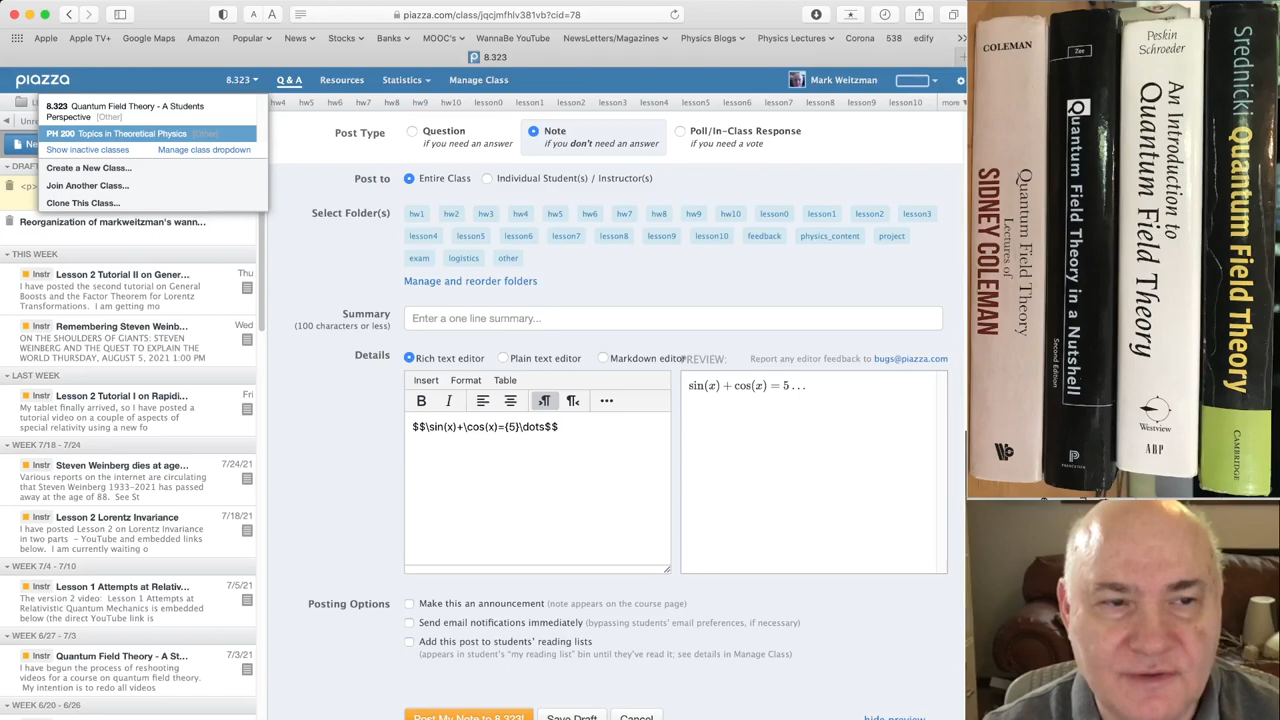 piazza.com/class/jqcjmfhlv381vb?cid=78
Apple Apple TV+ Google Maps Amazon Popular News Stocks Banks MOOC's WannaBe YouTube NewsLetters/Magazines Physics Blogs Physics Lectures Corona 538 edify
8.323
piazza 8.323 Q & A Resources Statistics Manage Class Mark Weitzman
hw4 hw5 hw6 hw7 hw8 hw9 hw10 lesson0 lesson1 lesson2 lesson3 lesson4 lesson5 lesson6 lesson7 lesson8 lesson9 lesson10 more
8.323 Quantum Field Theory - A Students
Perspective [Other]
PH 200 Topics in Theoretical Physics [Other]
Show inactive classes Manage class dropdown
Create a New Class...
Join Another Class...
Clone This Class...
<p>
Reorganization of markweitzman's wann...
THIS WEEK
Instr Lesson 2 Tutorial II on Gener... Thu
I have posted the second tutorial on General
Boosts and the Factor Theorem for Lorentz
Transformations. I am getting mo
Instr Remembering Steven Weinb... Wed
ON THE SHOULDERS OF GIANTS: STEVEN
WEINBERG AND THE QUEST TO EXPLAIN THE
WORLD THURSDAY, AUGUST 5, 2021 1:00 PM
LAST WEEK
Instr Lesson 2 Tutorial I on Rapidi... Fri
My tablet finally arrived, so I have posted a
tutorial video on a couple of aspects of
special relativity using a new fo
WEEK 7/18 - 7/24
Instr Steven Weinberg dies at age... 7/24/21
Various reports on the internet are circulating
that Steven Weinberg 1933-2021 has passed
away at the age of 88. See St
Instr Lesson 2 Lorentz Invariance 7/18/21
I have posted Lesson 2 on Lorentz Invariance
in two parts - YouTube and embedded links
below. I am currently waiting o
WEEK 7/4 - 7/10
Instr Lesson 1 Attempts at Relativ... 7/5/21
The version 2 video: Lesson 1 Attempts at
Relativistic Quantum Mechanics is embedded
below (the direct YouTube link is
WEEK 6/27 - 7/3
Instr Quantum Field Theory - A St... 7/3/21
I have begun the process of reshooting
videos for a course on quantum field theory.
My intention is to redo all videos
WEEK 6/20 - 6/26
Post Type
Question
if you need an answer
Note
if you don't need an answer
Poll/In-Class Response
if you need a vote
Post to Entire Class Individual Student(s) / Instructor(s)
Select Folder(s) hw1 hw2 hw3 hw4 hw5 hw6 hw7 hw8 hw9 hw10 lesson0 lesson1 lesson2 lesson3
lesson4 lesson5 lesson6 lesson7 lesson8 lesson9 lesson10 feedback physics_content project
exam logistics other
Manage and reorder folders
Summary
(100 characters or less)
Enter a one line summary...
Details Rich text editor Plain text editor Markdown editor PREVIEW: Report any editor feedback to bugs@piazza.com
Insert Format Table
B I
$$\sin(x)+\cos(x)={5}\dots$$
sin(x) + cos(x) = 5 . . .
Posting Options Make this an announcement (note appears on the course page)
Send email notifications immediately (bypassing students' email preferences, if necessary)
Add this post to students' reading lists
(appears in student's "my reading list" bin until they've read it; see details in Manage Class)
Post My Note to 8.323! Save Draft Cancel hide preview
COLEMAN
Quantum Field Theory
Lectures of
SIDNEY COLEMAN
Zee
Quantum Field Theory in a Nutshell
Second Edition
PRINCETON
Peskin
Schroeder
An Introduction to
Quantum Field Theory
Westview
ABP
Srednicki Quantum Field Theory
CAMBRIDGE